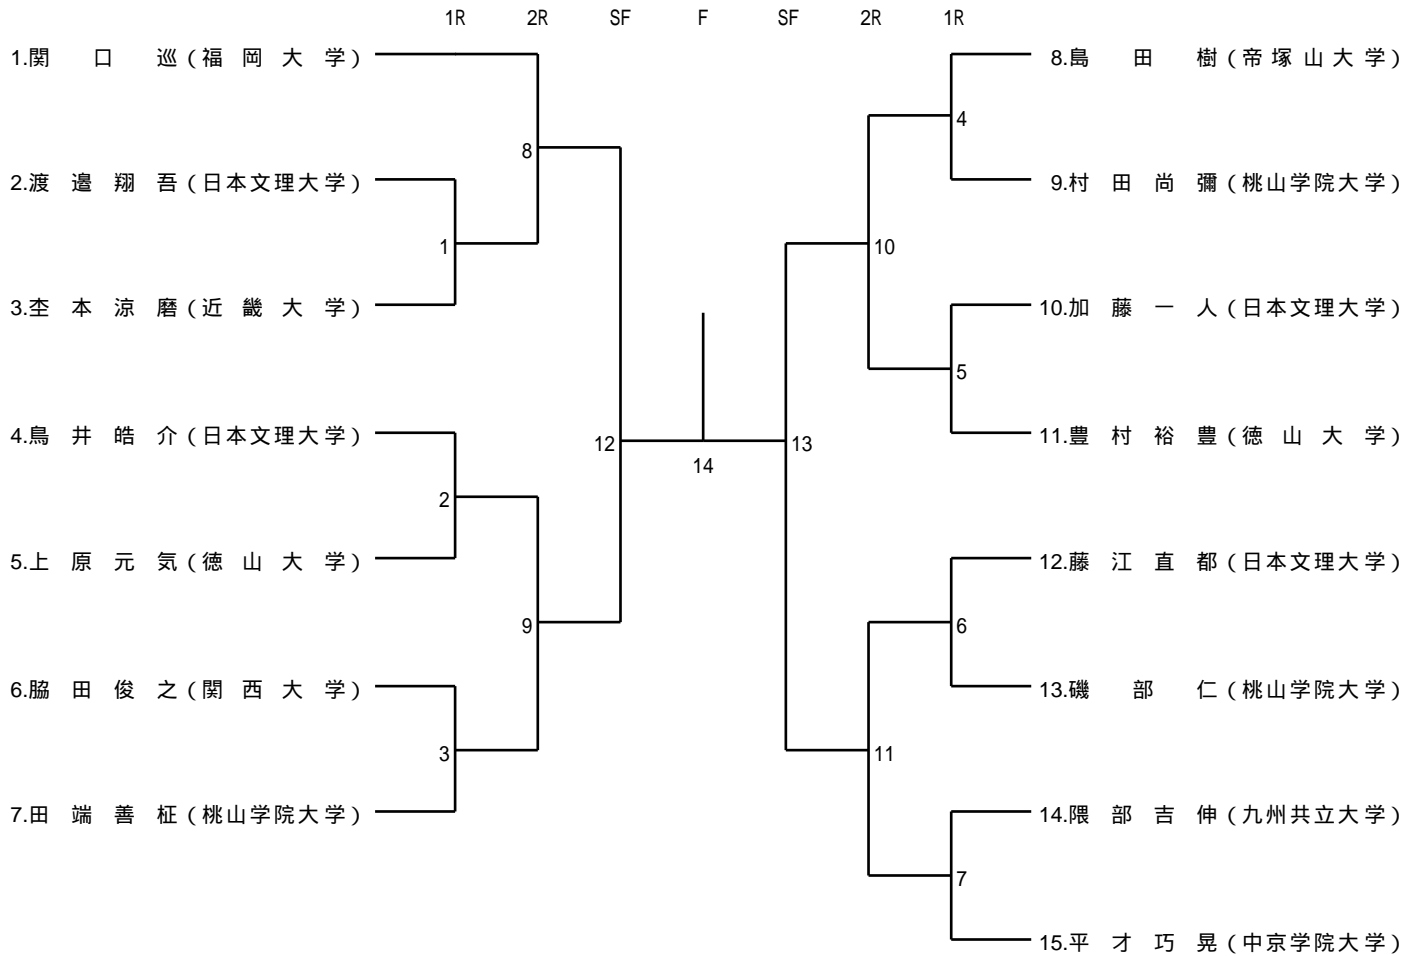 1R 2R SF F SF 2R 1R
1.関口巡(福岡大学)
2.渡邉翔吾(日本文理大学)
3.杢本涼磨(近畿大学)
4.鳥井皓介(日本文理大学)
5.上原元気(徳山大学)
6.脇田俊之(関西大学)
7.田端善柾(桃山学院大学)
8
1
2
9
3
12
14
13
10
11
4
5
6
7
8.島田樹(帝塚山大学)
9.村田尚彌(桃山学院大学)
10.加藤一人(日本文理大学)
11.豊村裕豊(徳山大学)
12.藤江直都(日本文理大学)
13.磯部仁(桃山学院大学)
14.隈部吉伸(九州共立大学)
15.平才巧晃(中京学院大学)